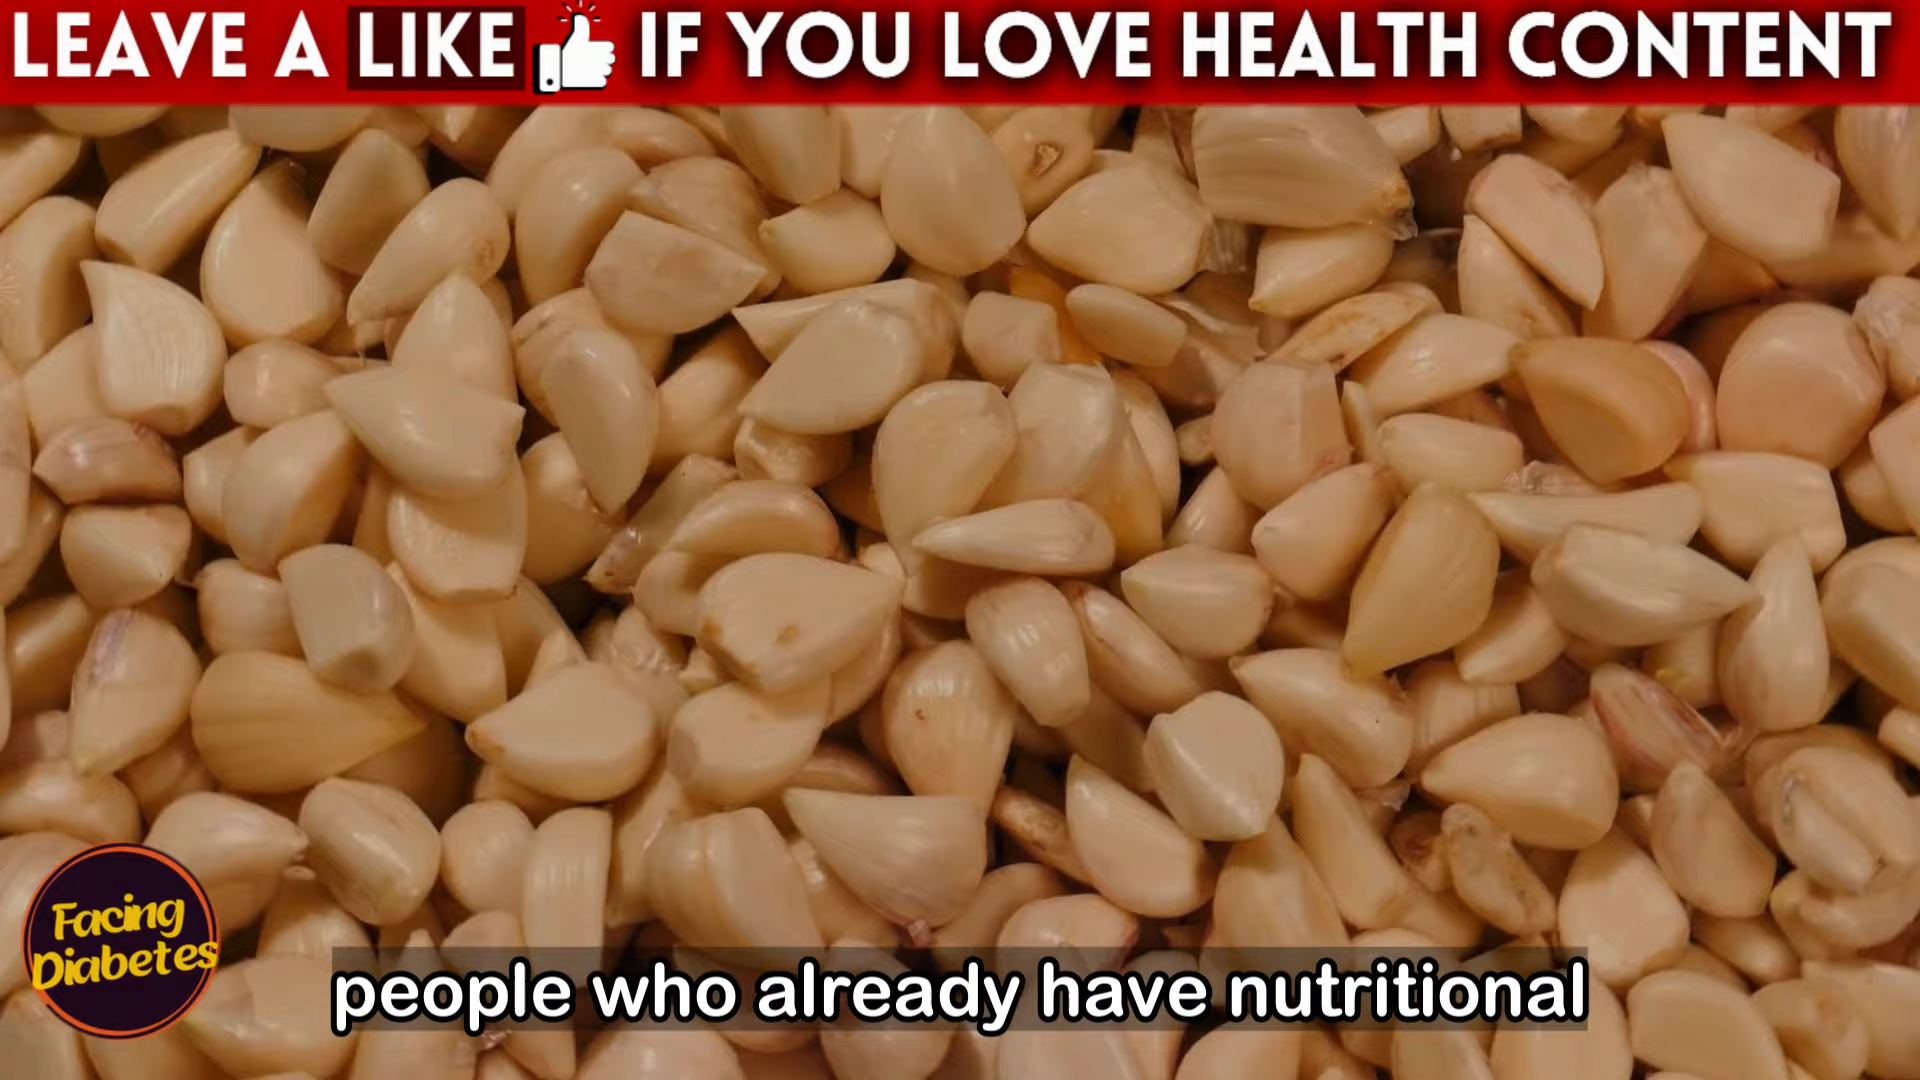 LEAVE A LIKE IF YOU LOVE HEALTH CONTENT
Facing
Diabetes
people who already have nutritional